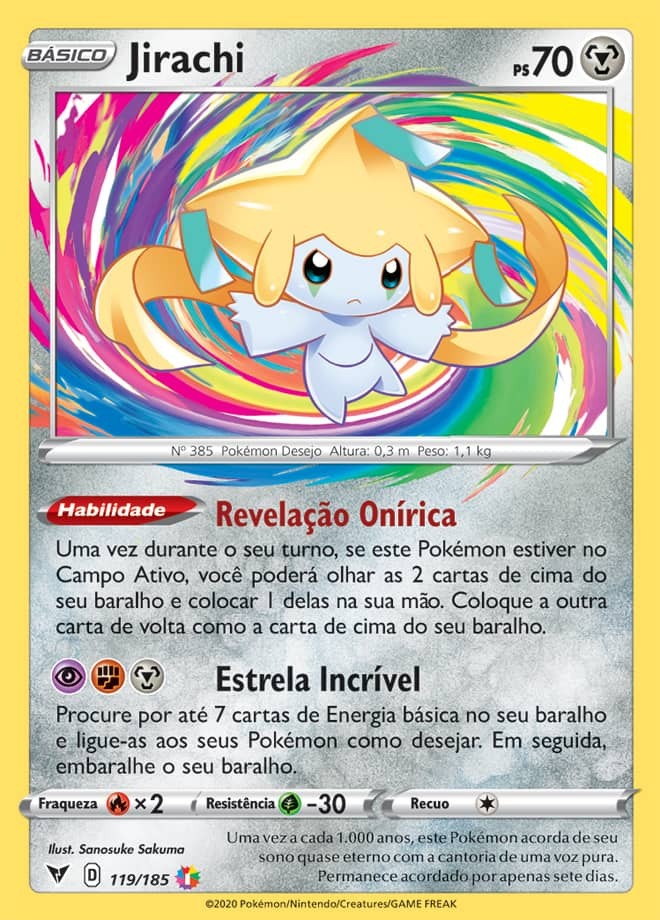 BÁSICO Jirachi PS70
Nº 385 Pokémon Desejo Altura: 0,3 m Peso: 1,1 kg
Habilidade Revelação Onírica
Uma vez durante o seu turno, se este Pokémon estiver no
Campo Ativo, você poderá olhar as 2 cartas de cima do
seu baralho e colocar 1 delas na sua mão. Coloque a outra
carta de volta como a carta de cima do seu baralho.
Estrela Incrível
Procure por até 7 cartas de Energia básica no seu baralho
e ligue-as aos seus Pokémon como desejar. Em seguida,
embaralhe o seu baralho.
Fraqueza ×2 Resistência -30 Recuo
Ilust. Sanosuke Sakuma
Uma vez a cada 1.000 anos, este Pokémon acorda de seu
sono quase eterno com a cantoria de uma voz pura.
Permanece acordado por apenas sete dias.
D 119/185
©2020 Pokémon/Nintendo/Creatures/GAME FREAK